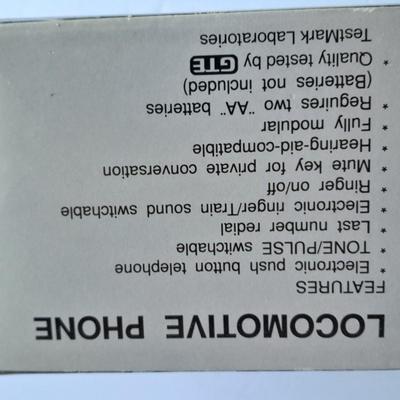 LOCOMOTIVE PHONE
FEATURES
* Electronic push button telephone
* TONE/PULSE switchable
* Last number redial
* Electronic ringer/Train sound switchable
* Ringer on/off
* Mute key for private conversation
* Hearing-aid-compatible
* Fully modular
* Requires two "AA" batteries
(Batteries not included)
* Quality tested by GTE
TestMark Laboratories